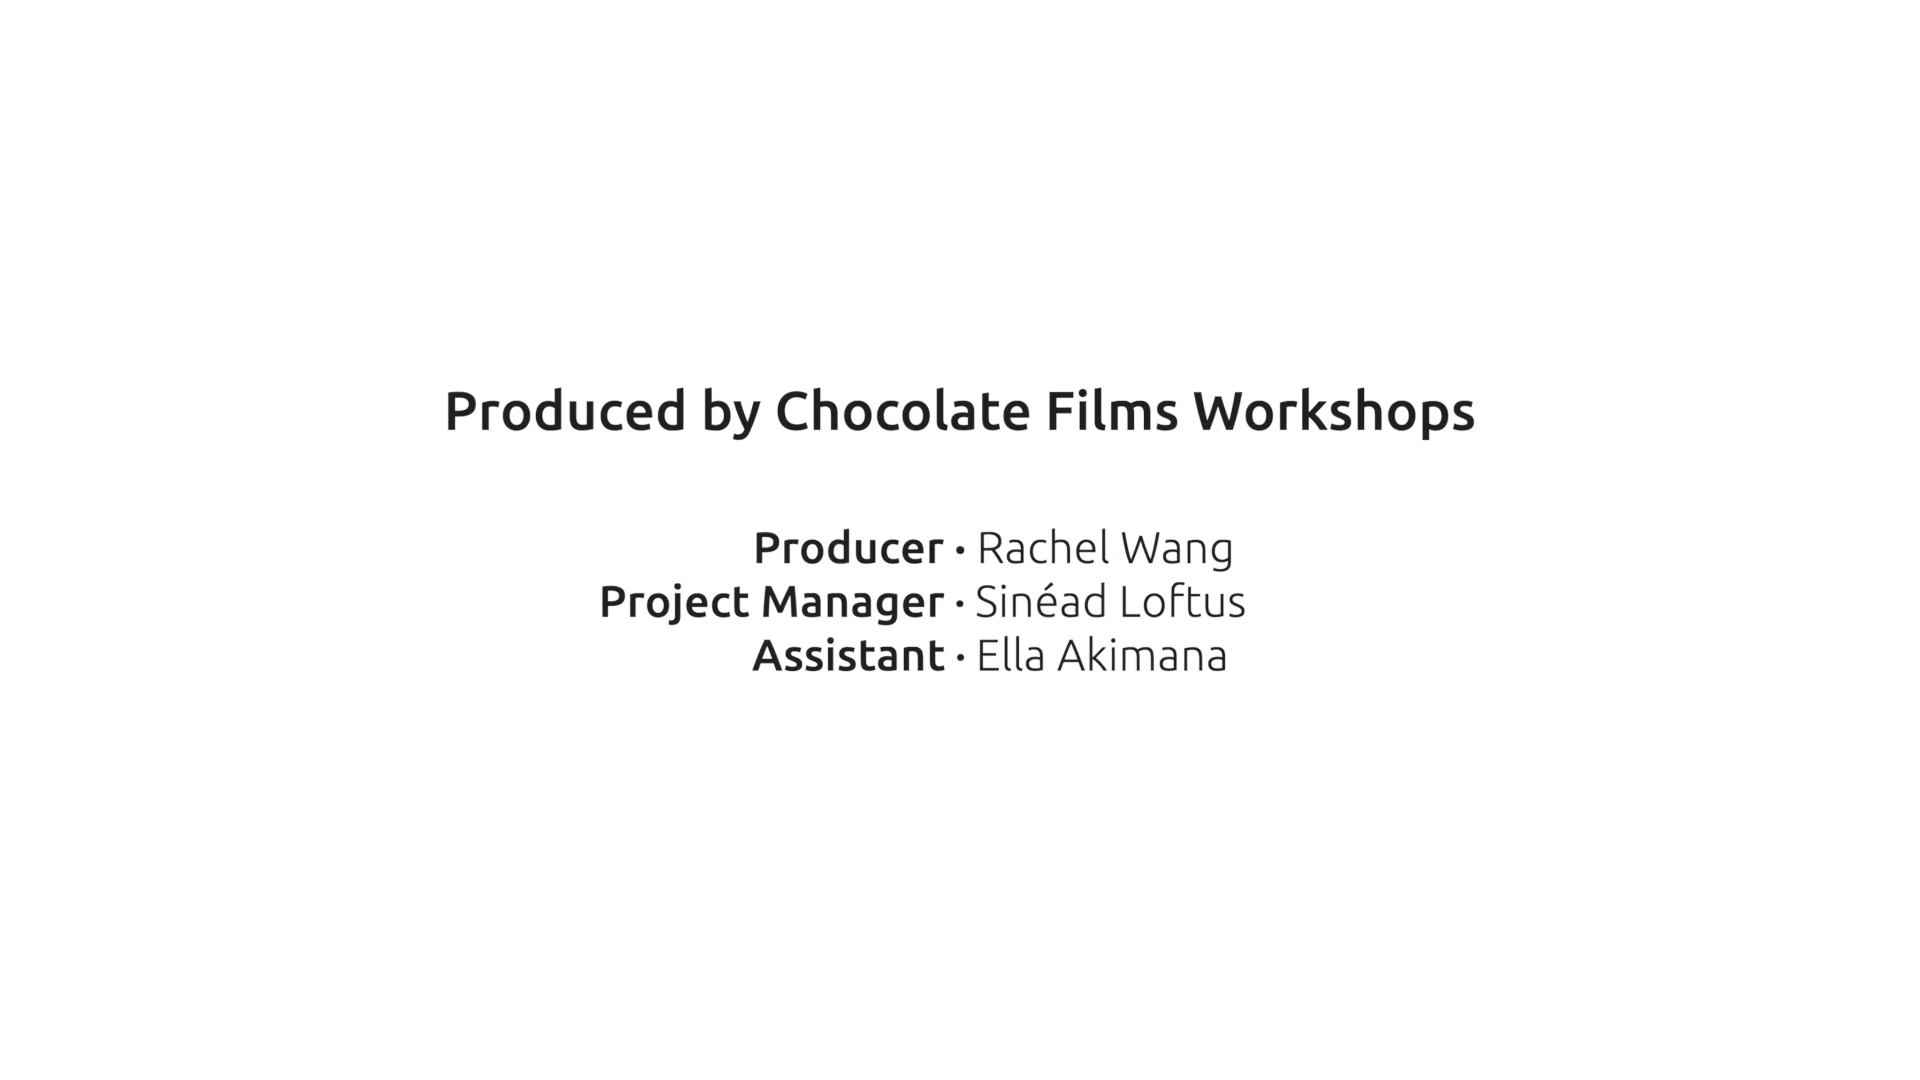 Produced by Chocolate Films Workshops
Producer • Rachel Wang
Project Manager • Sinéad Loftus
Assistant • Ella Akimana